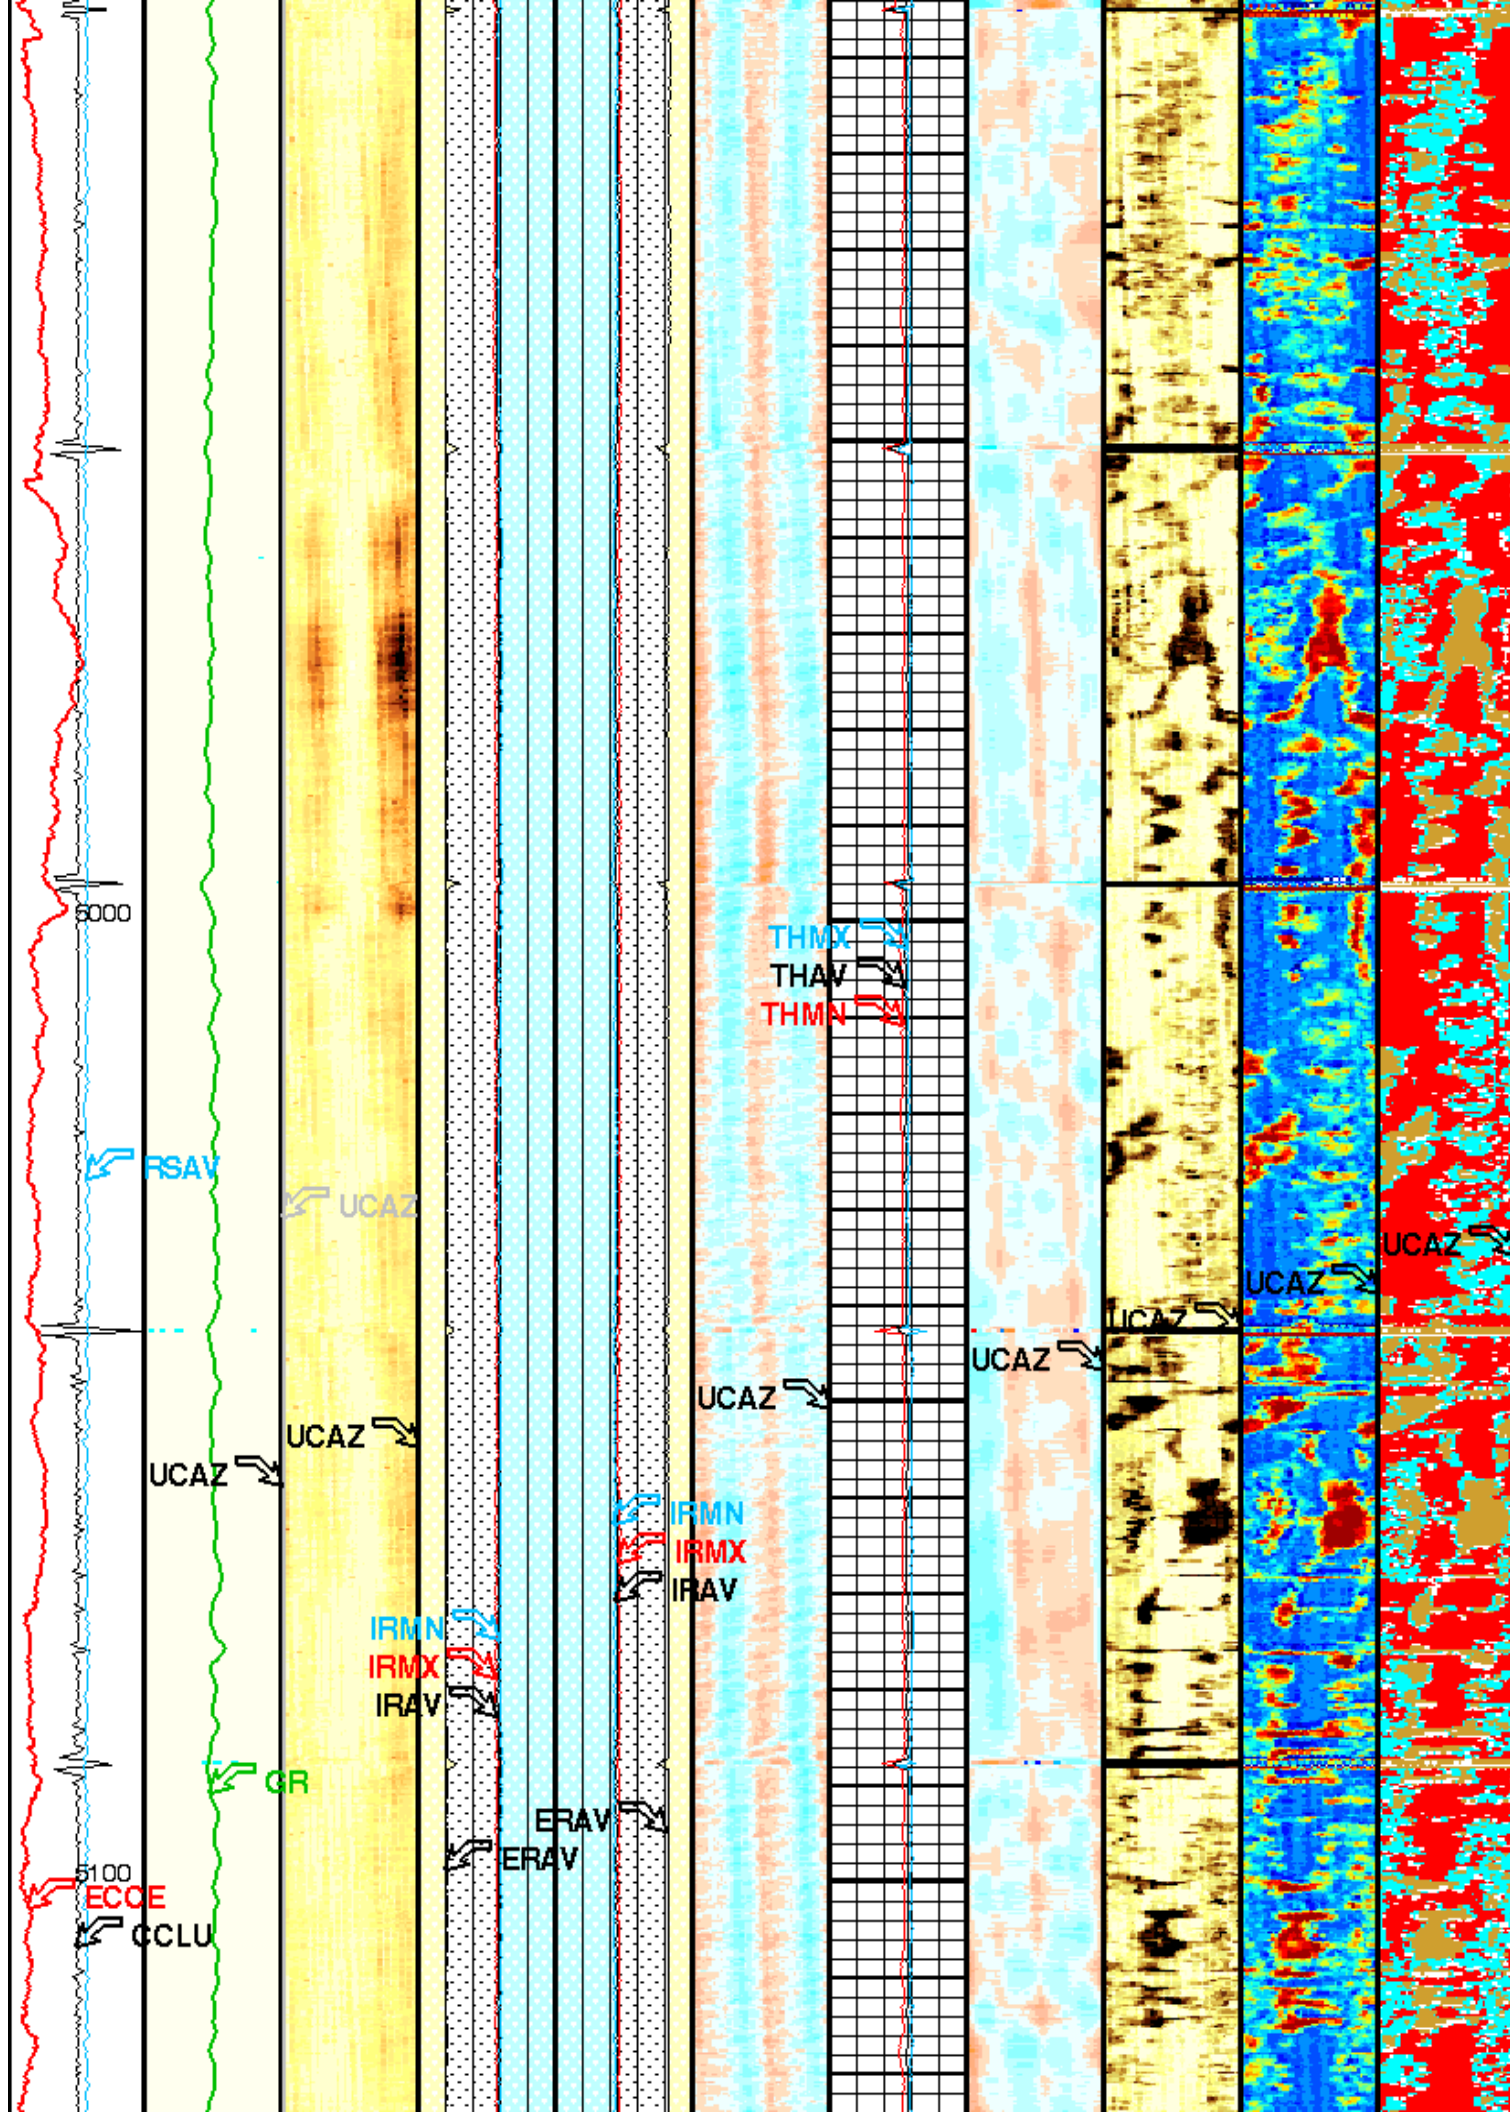 5000
THMX
THAV
THMN
RSAV
UCAZ
UCAZ
UCAZ
UCAZ
UCAZ
UCAZ
UCAZ
UCAZ
IRMN
IRMX
IRAV
IRMN
IRMX
IRAV
GR
ERAV
ERAV
5100
ECCE
CCLU